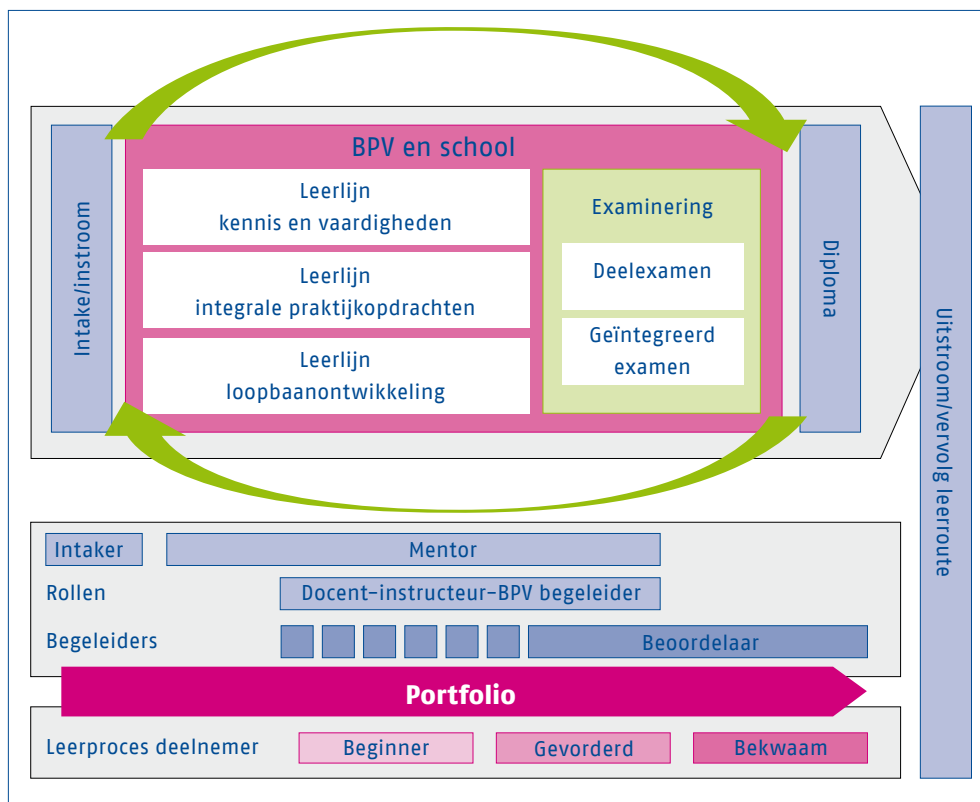 BPV en school
Intake/instroom
Leerlijn
kennis en vaardigheden
Leerlijn
integrale praktijkopdrachten
Leerlijn
loopbaanontwikkeling
Examinering
Deelexamen
Geïntegreerd
examen
Diploma
Uitstroom/vervolg leerroute
Intaker
Mentor
Rollen
Docent-instructeur-BPV begeleider
Begeleiders
Beoordelaar
Portfolio
Leerproces deelnemer
Beginner
Gevorderd
Bekwaam